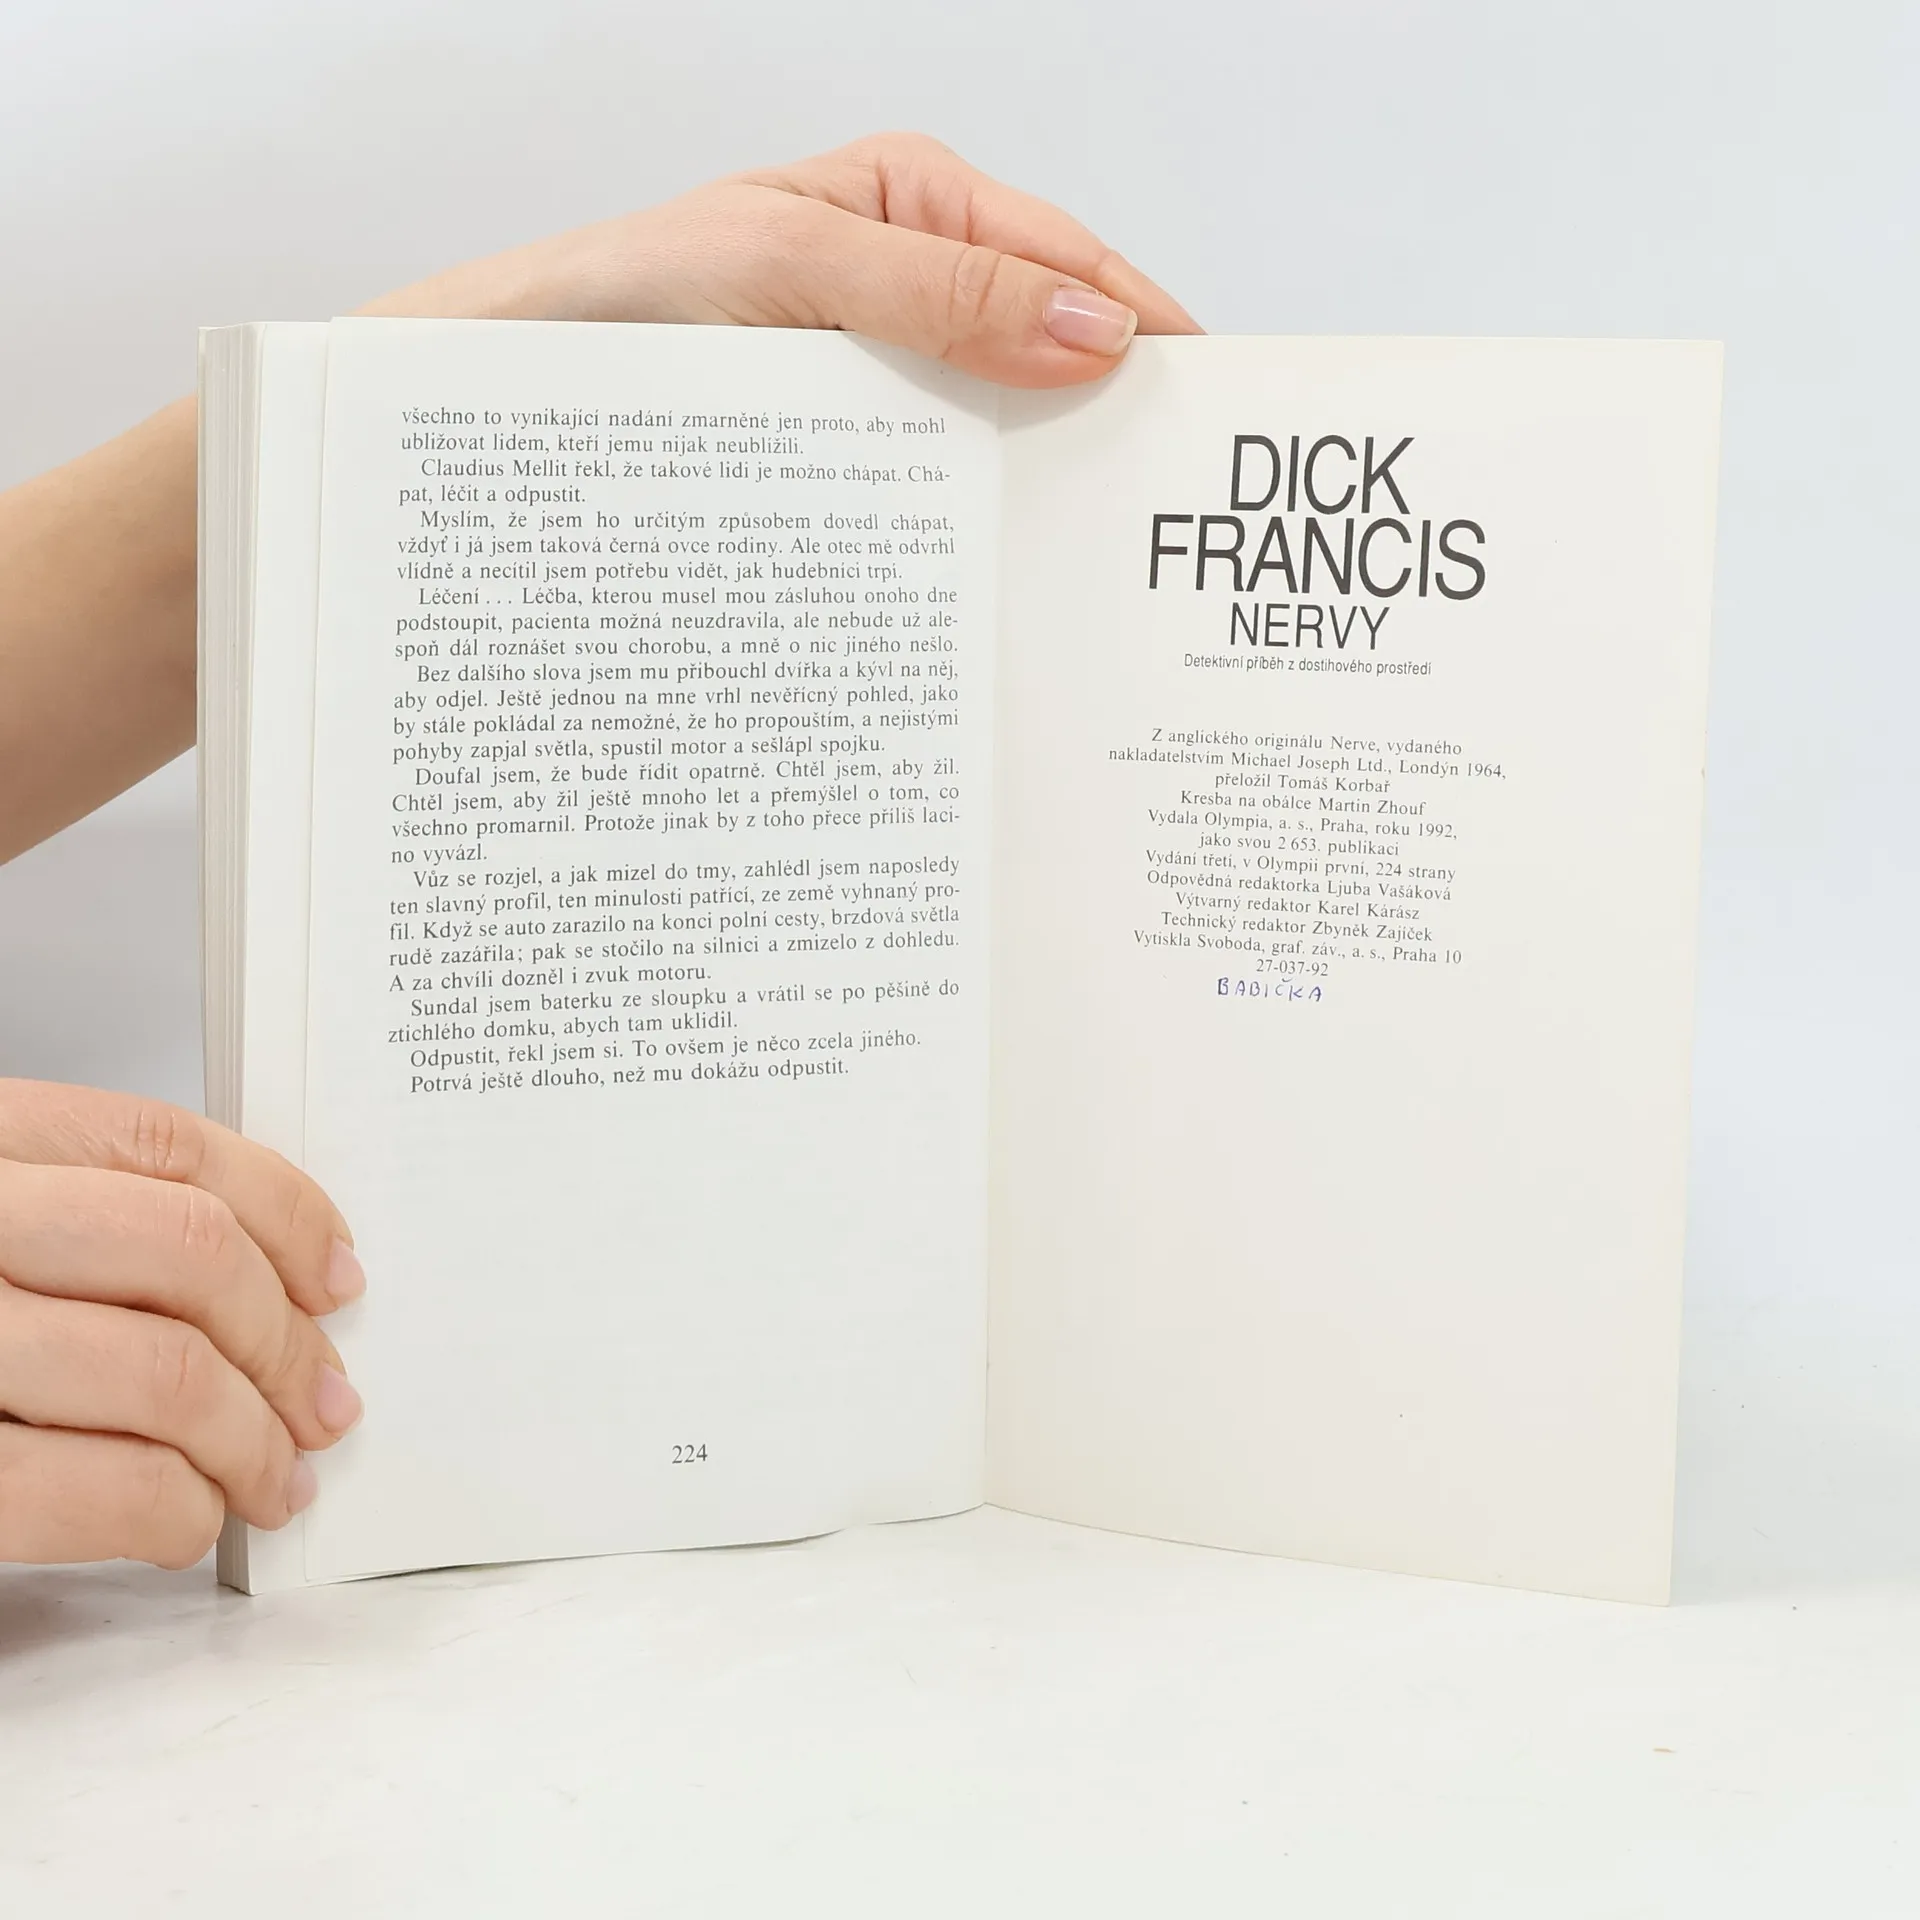 všechno to vynikající nadání zmarněné jen proto, aby mohl
ubližovat lidem, kteří jemu nijak neublížili.
Claudius Mellit řekl, že takové lidi je možno chápat. Chá-
pat, léčit a odpustit.
Myslím, že jsem ho určitým způsobem dovedl chápat,
vždyť i já jsem taková černá ovce rodiny. Ale otec mě odvrhl
vlídně a necítil jsem potřebu vidět, jak hudebníci trpí.
Léčení... Léčba, kterou musel mou zásluhou onoho dne
podstoupit, pacienta možná neuzdravila, ale nebude už ale-
spoň dál roznášet svou chorobu, a mně o nic jiného nešlo.
Bez dalšího slova jsem mu přibouchl dvířka a kývl na něj,
aby odjel. Ještě jednou na mne vrhl nevěřícný pohled, jako
by stále pokládal za nemožné, že ho propouštím, a nejistými
pohyby zapjal světla, spustil motor a sešlápl spojku.
Doufal jsem, že bude řídit opatrně. Chtěl jsem, aby žil.
Chtěl jsem, aby žil ještě mnoho let a přemýšlel o tom, co
všechno promarnil. Protože jinak by z toho přece příliš laci-
no vyvázl.
Vůz se rozjel, a jak mizel do tmy, zahlédl jsem naposledy
ten slavný profil, ten minulosti patřící, ze země vyhnaný pro-
fil. Když se auto zarazilo na konci polní cesty, brzdová světla
rudě zazářila; pak se stočilo na silnici a zmizelo z dohledu.
A za chvíli dozněl i zvuk motoru.
Sundal jsem baterku ze sloupku a vrátil se po pěšině do
ztichlého domku, abych tam uklidil.
Odpustit, řekl jsem si. To ovšem je něco zcela jiného.
Potrvá ještě dlouho, než mu dokážu odpustit.
224
DICK
FRANCIS
NERVY
Detektivní příběh z dostihového prostředí
Z anglického originálu Nerve, vydaného
nakladatelstvím Michael Joseph Ltd., Londýn 1964,
přeložil Tomáš Korbař
Kresba na obálce Martin Zhouf
Vydala Olympia, a. s., Praha, roku 1992,
jako svou 2 653. publikaci
Vydání třetí, v Olympii první, 224 strany
Odpovědná redaktorka Ljuba Vašáková
Výtvarný redaktor Karel Kárász
Technický redaktor Zbyněk Zajíček
Vytiskla Svoboda, graf. záv., a. s., Praha 10
27-037-92
BABIČKA